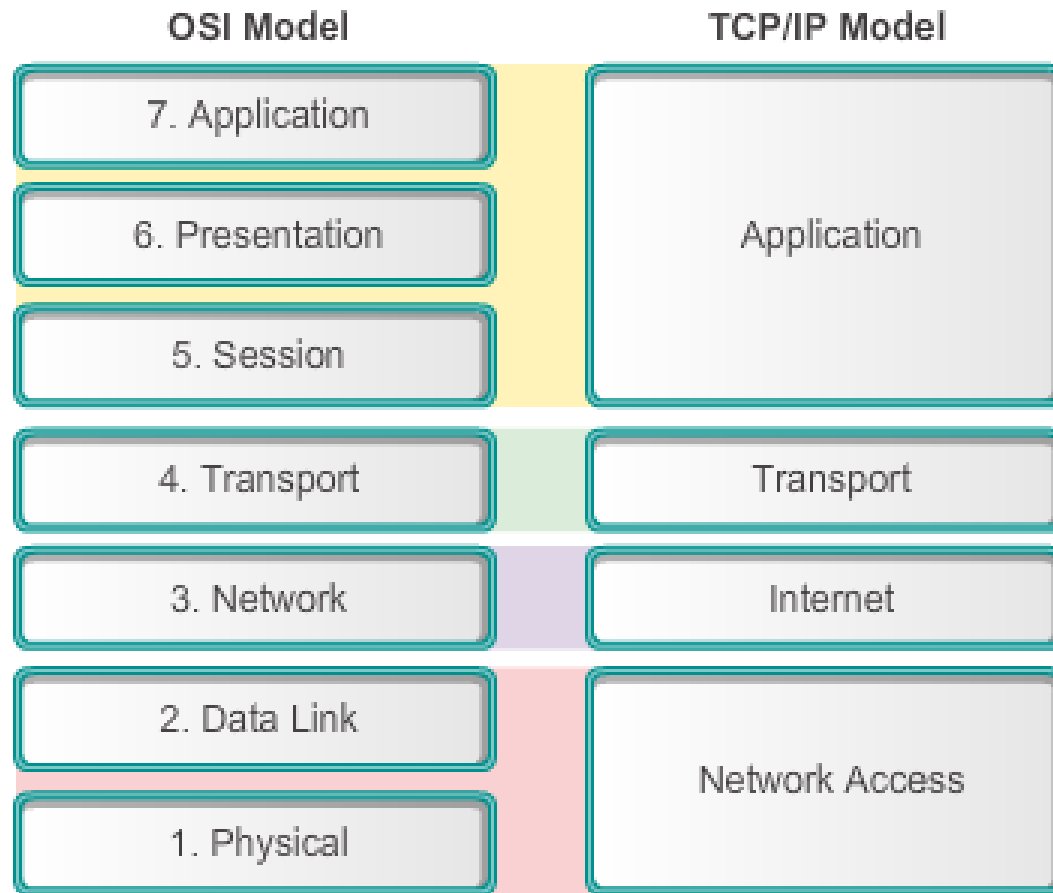 OSI Model
TCP/IP Model
7. Application
6. Presentation
5. Session
Application
4. Transport
Transport
3. Network
Internet
2. Data Link
1. Physical
Network Access